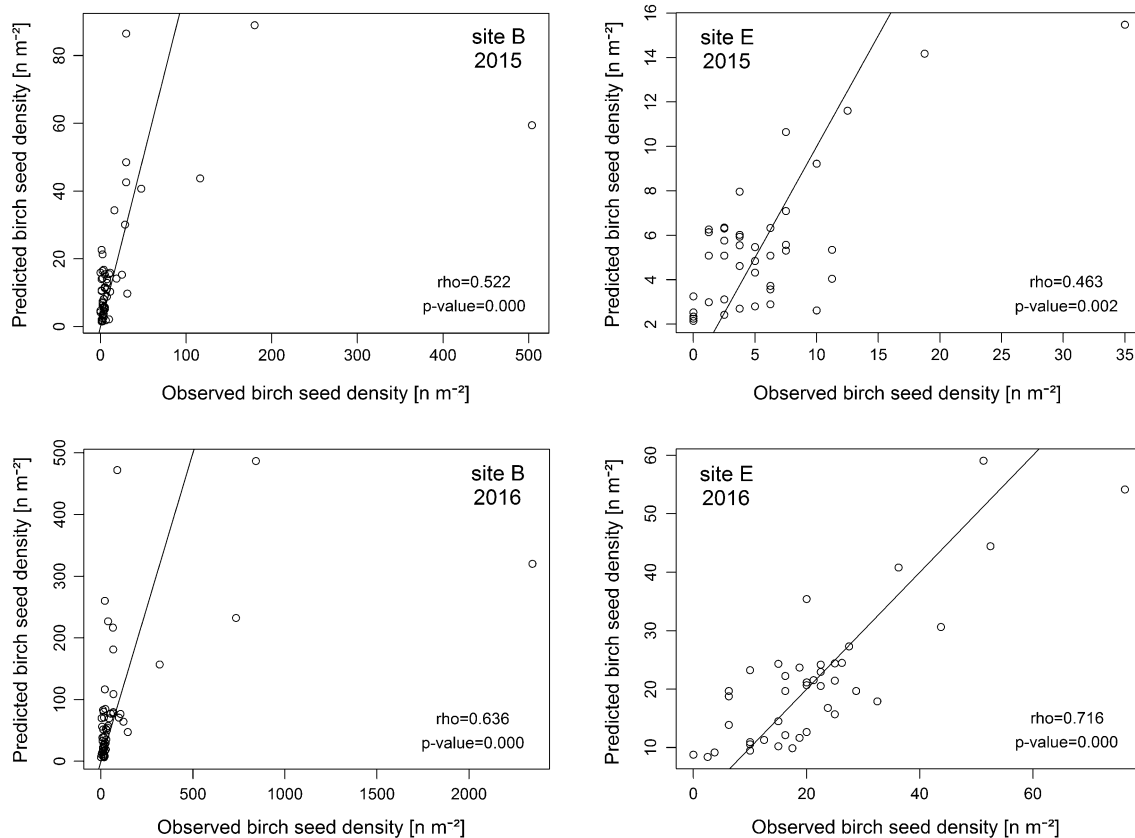 site B
2015
Predicted birch seed density [n m⁻²]
80
60
40
20
0
rho=0.522
p-value=0.000
0 100 200 300 400 500
Observed birch seed density [n m⁻²]
site E
2015
Predicted birch seed density [n m⁻²]
16
14
12
10
8
6
4
2
rho=0.463
p-value=0.002
0 5 10 15 20 25 30 35
Observed birch seed density [n m⁻²]
site B
2016
Predicted birch seed density [n m⁻²]
500
400
300
200
100
0
rho=0.636
p-value=0.000
0 500 1000 1500 2000
Observed birch seed density [n m⁻²]
site E
2016
Predicted birch seed density [n m⁻²]
60
50
40
30
20
10
rho=0.716
p-value=0.000
0 20 40 60
Observed birch seed density [n m⁻²]